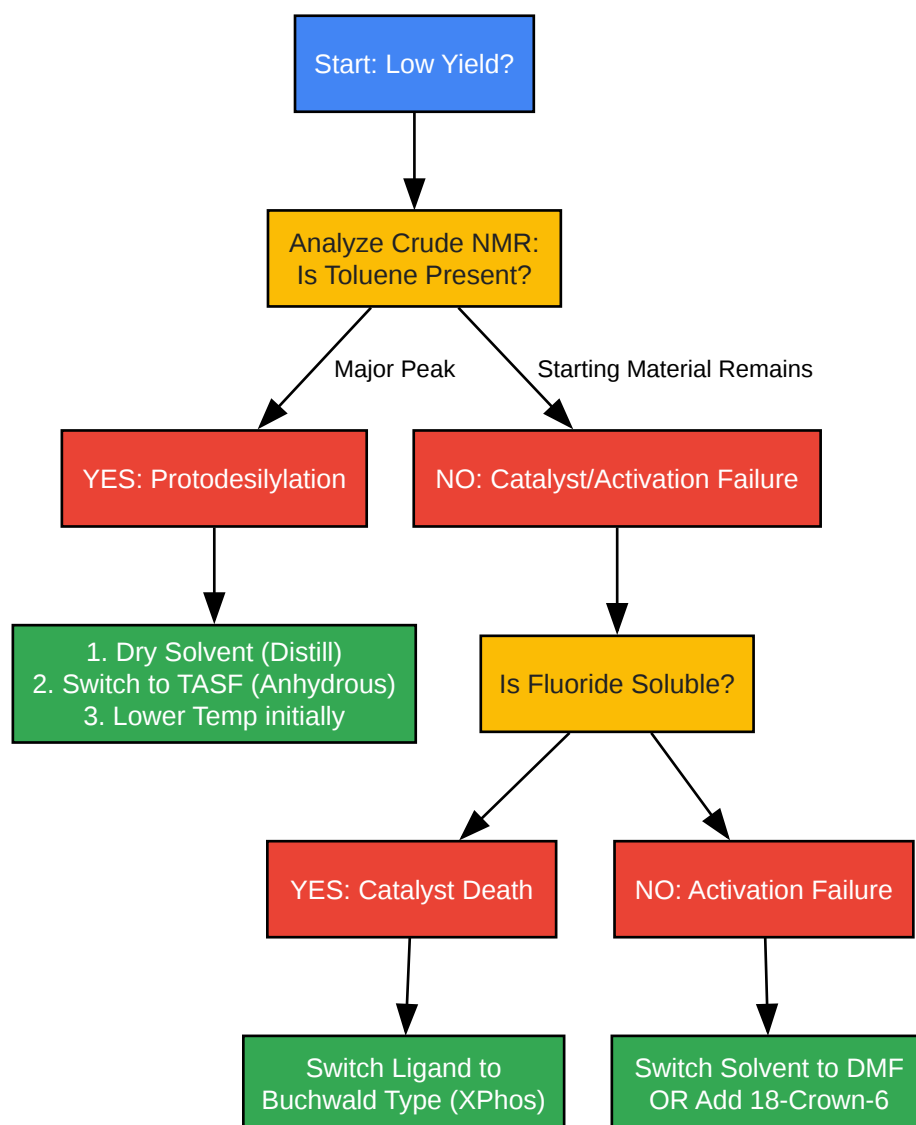 Start: Low Yield?
Analyze Crude NMR:
Is Toluene Present?
Major Peak
Starting Material Remains
YES: Protodesilylation
NO: Catalyst/Activation Failure
1. Dry Solvent (Distill)
2. Switch to TASF (Anhydrous)
3. Lower Temp initially
Is Fluoride Soluble?
YES: Catalyst Death
NO: Activation Failure
Switch Ligand to
Buchwald Type (XPhos)
Switch Solvent to DMF
OR Add 18-Crown-6